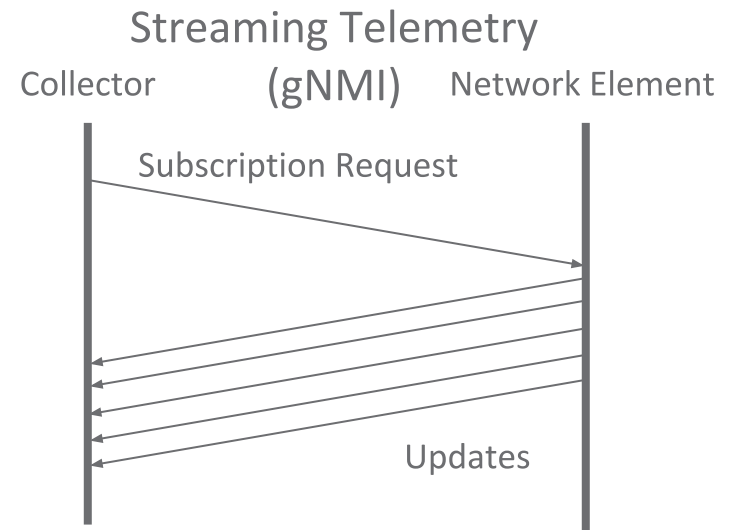 Streaming Telemetry
(gNMI)
Collector
Network Element
Subscription Request
Updates